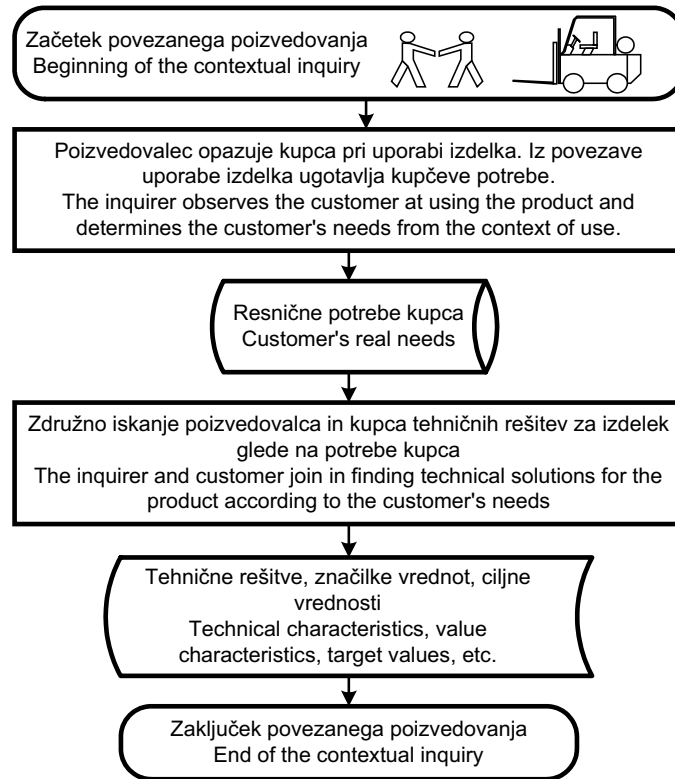 Začetek povezanega poizvedovanja
Beginning of the contextual inquiry
Poizvedovalec opazuje kupca pri uporabi izdelka. Iz povezave
uporabe izdelka ugotavlja kupčeve potrebe.
The inquirer observes the customer at using the product and
determines the customer's needs from the context of use.
Resnične potrebe kupca
Customer's real needs
Združno iskanje poizvedovalca in kupca tehničnih rešitev za izdelek
glede na potrebe kupca
The inquirer and customer join in finding technical solutions for the
product according to the customer's needs
Tehnične rešitve, značilke vrednot, ciljne
vrednosti
Technical characteristics, value
characteristics, target values, etc.
Zaključek povezanega poizvedovanja
End of the contextual inquiry